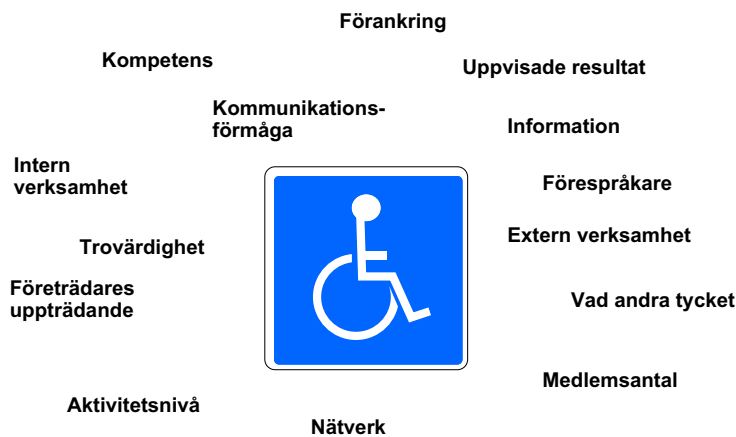 Förankring
Kompetens
Uppvisade resultat
Kommunikations-
förmåga
Information
Intern
verksamhet
Förespråkare
Extern verksamhet
Trovärdighet
Företrädares
uppträdande
Vad andra tycket
Medlemsantal
Aktivitetsnivå
Nätverk